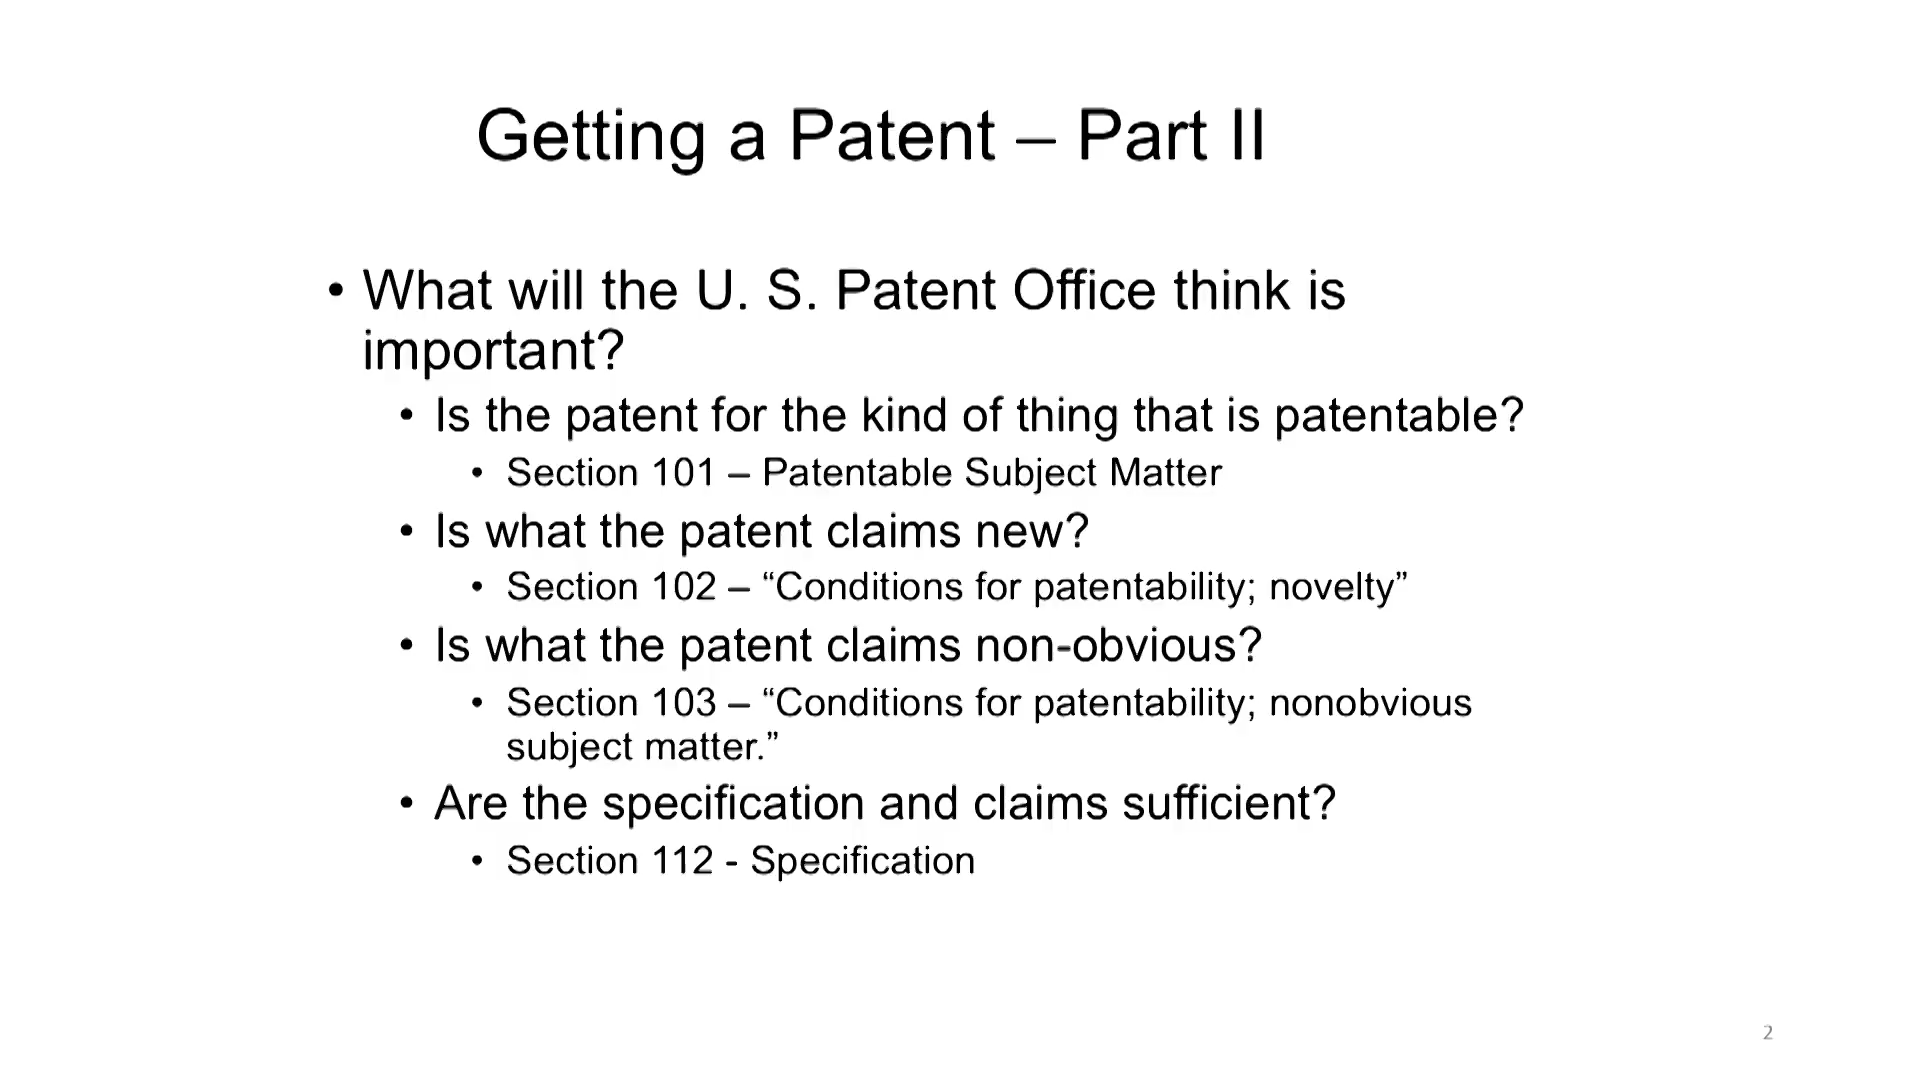 Getting a Patent – Part II
• What will the U. S. Patent Office think is
important?
• Is the patent for the kind of thing that is patentable?
• Section 101 – Patentable Subject Matter
• Is what the patent claims new?
• Section 102 – “Conditions for patentability; novelty”
• Is what the patent claims non-obvious?
• Section 103 – “Conditions for patentability; nonobvious
subject matter.”
• Are the specification and claims sufficient?
• Section 112 - Specification
2